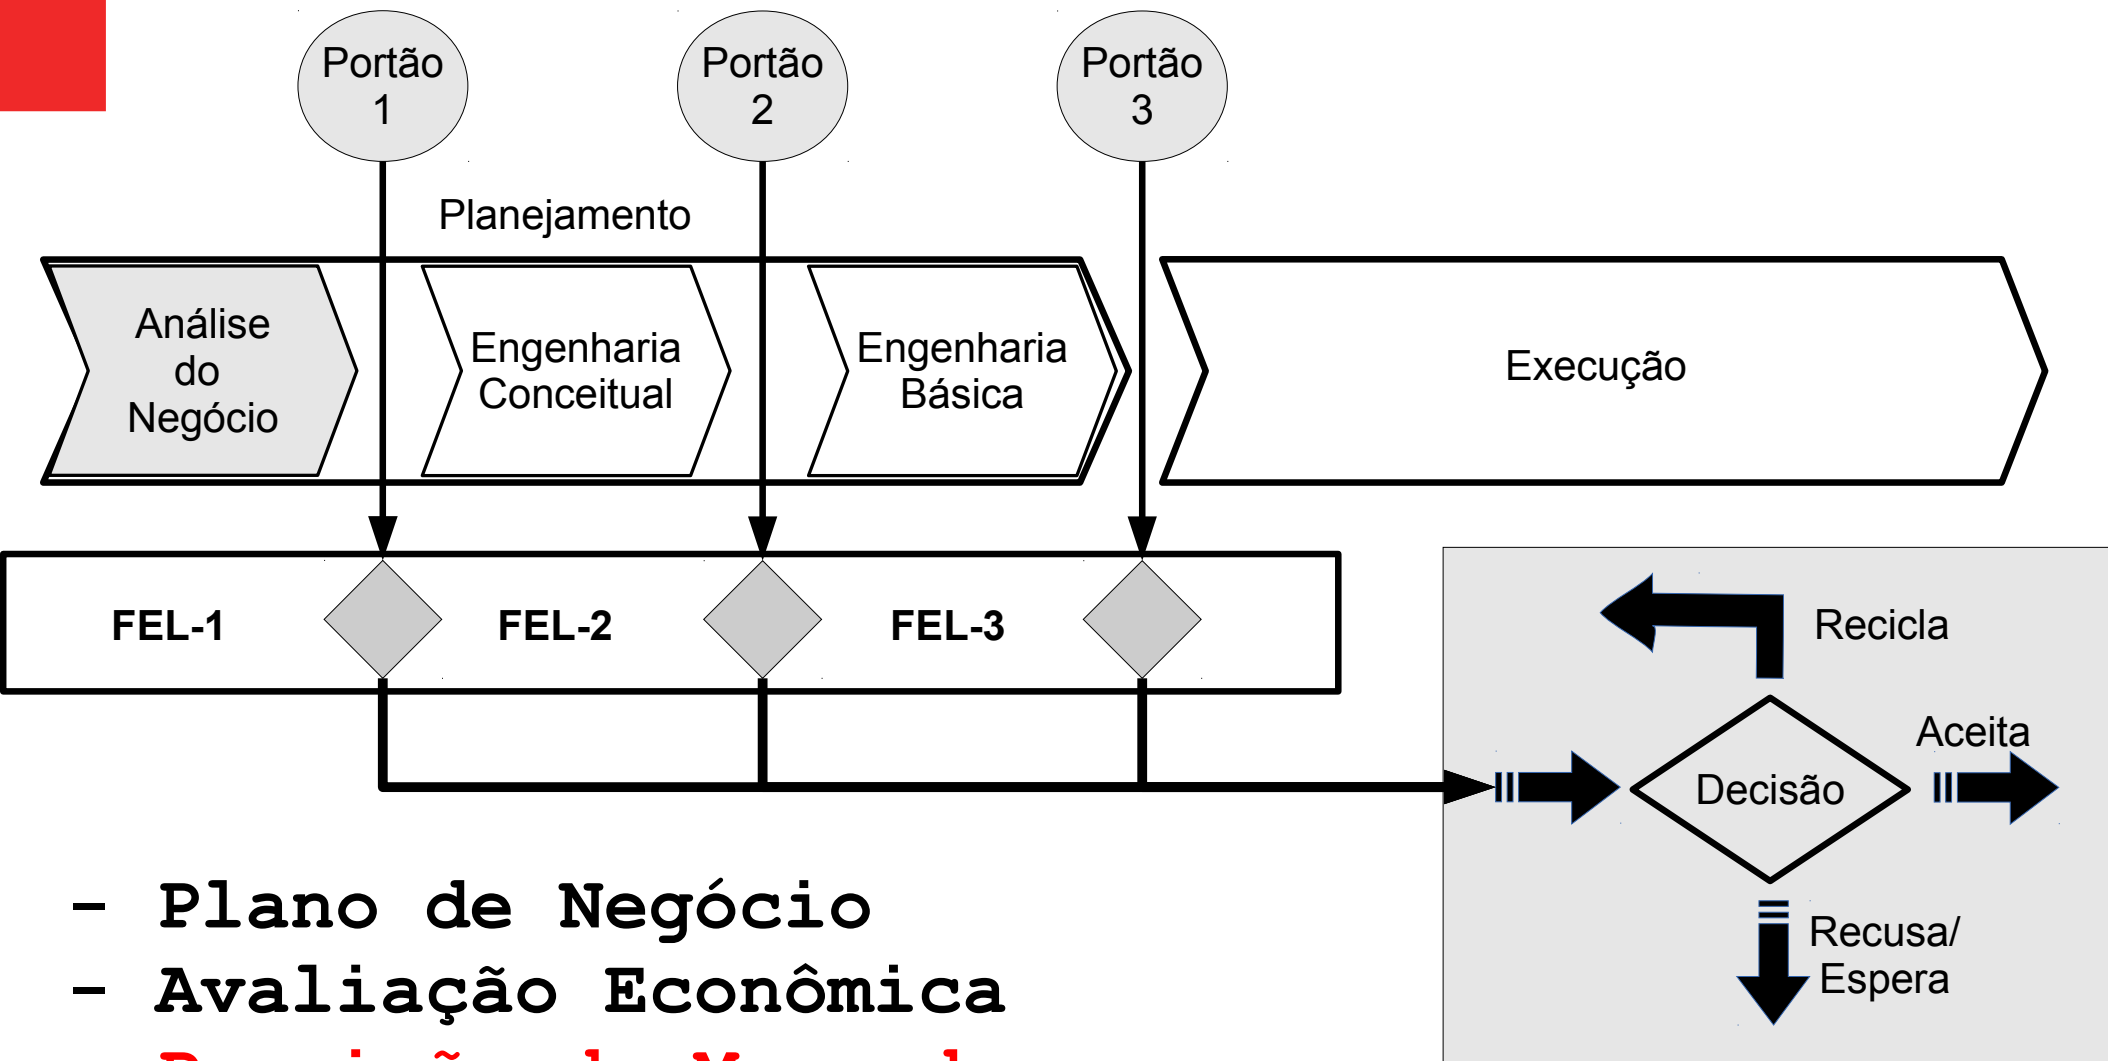 Portão
1
Portão
2
Portão
3
Planejamento
Análise
do
Negócio
Engenharia
Conceitual
Engenharia
Básica
Execução
FEL-1
FEL-2
FEL-3
Recicla
Aceita
Decisão
Recusa/
Espera
- Plano de Negócio
- Avaliação Econômica